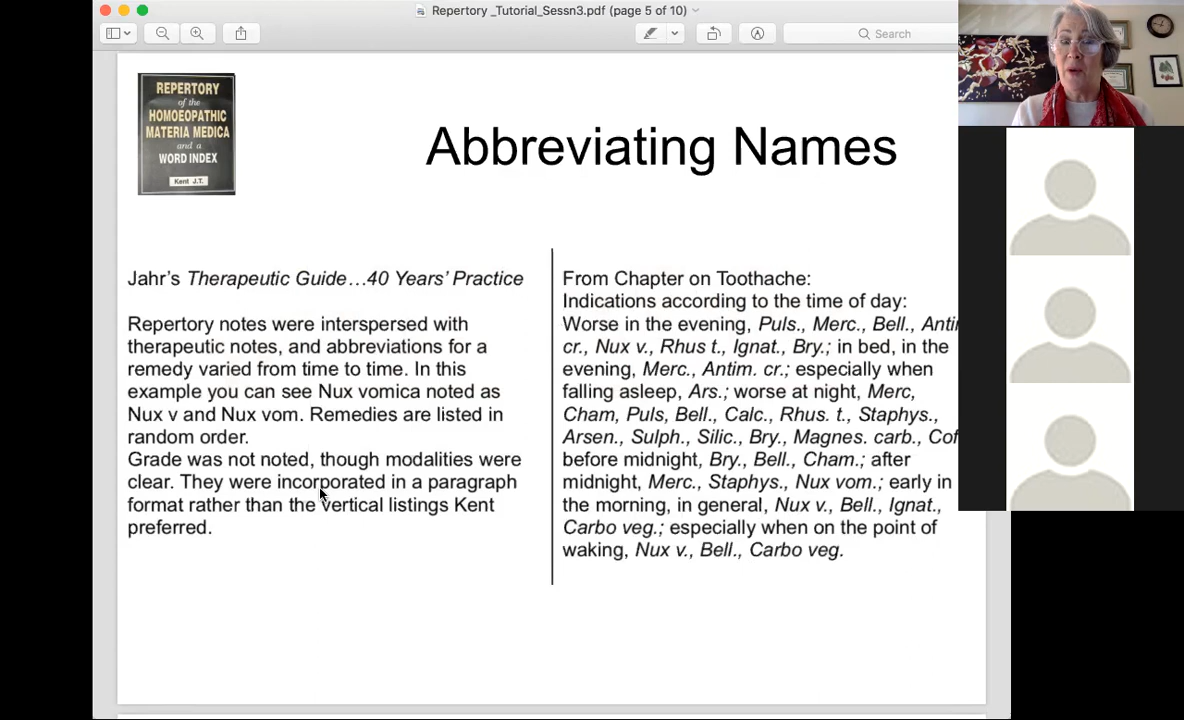 Repertory _Tutorial_Sessn3.pdf (page 5 of 10)
Search
REPERTORY
of the
HOMOEOPATHIC
MATERIA MEDICA
and a
WORD INDEX
Kent J.T.
Abbreviating Names
Jahr's Therapeutic Guide…40 Years' Practice
Repertory notes were interspersed with
therapeutic notes, and abbreviations for a
remedy varied from time to time. In this
example you can see Nux vomica noted as
Nux v and Nux vom. Remedies are listed in
random order.
Grade was not noted, though modalities were
clear. They were incorporated in a paragraph
format rather than the vertical listings Kent
preferred.
From Chapter on Toothache:
Indications according to the time of day:
Worse in the evening, Puls., Merc., Bell., Anti
cr., Nux v., Rhus t., Ignat., Bry.; in bed, in the
evening, Merc., Antim. cr.; especially when
falling asleep, Ars.; worse at night, Merc,
Cham, Puls, Bell., Calc., Rhus. t., Staphys.,
Arsen., Sulph., Silic., Bry., Magnes. carb., Cof
before midnight, Bry., Bell., Cham.; after
midnight, Merc., Staphys., Nux vom.; early in
the morning, in general, Nux v., Bell., Ignat.,
Carbo veg.; especially when on the point of
waking, Nux v., Bell., Carbo veg.